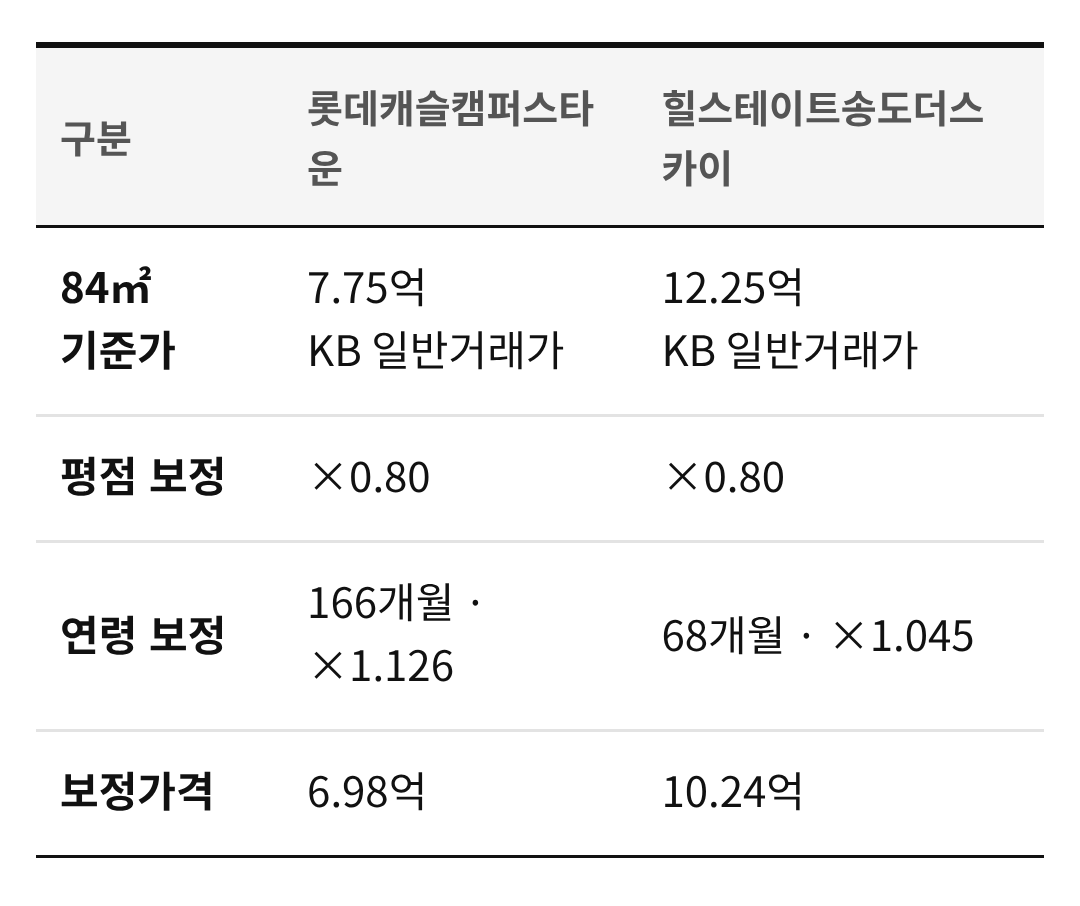 구분
롯데캐슬캠퍼스타
운
힐스테이트송도더스
카이
84㎡
기준가
7.75억
KB 일반거래가
12.25억
KB 일반거래가
평점 보정
×0.80
×0.80
연령 보정
166개월 ·
×1.126
68개월 · ×1.045
보정가격
6.98억
10.24억